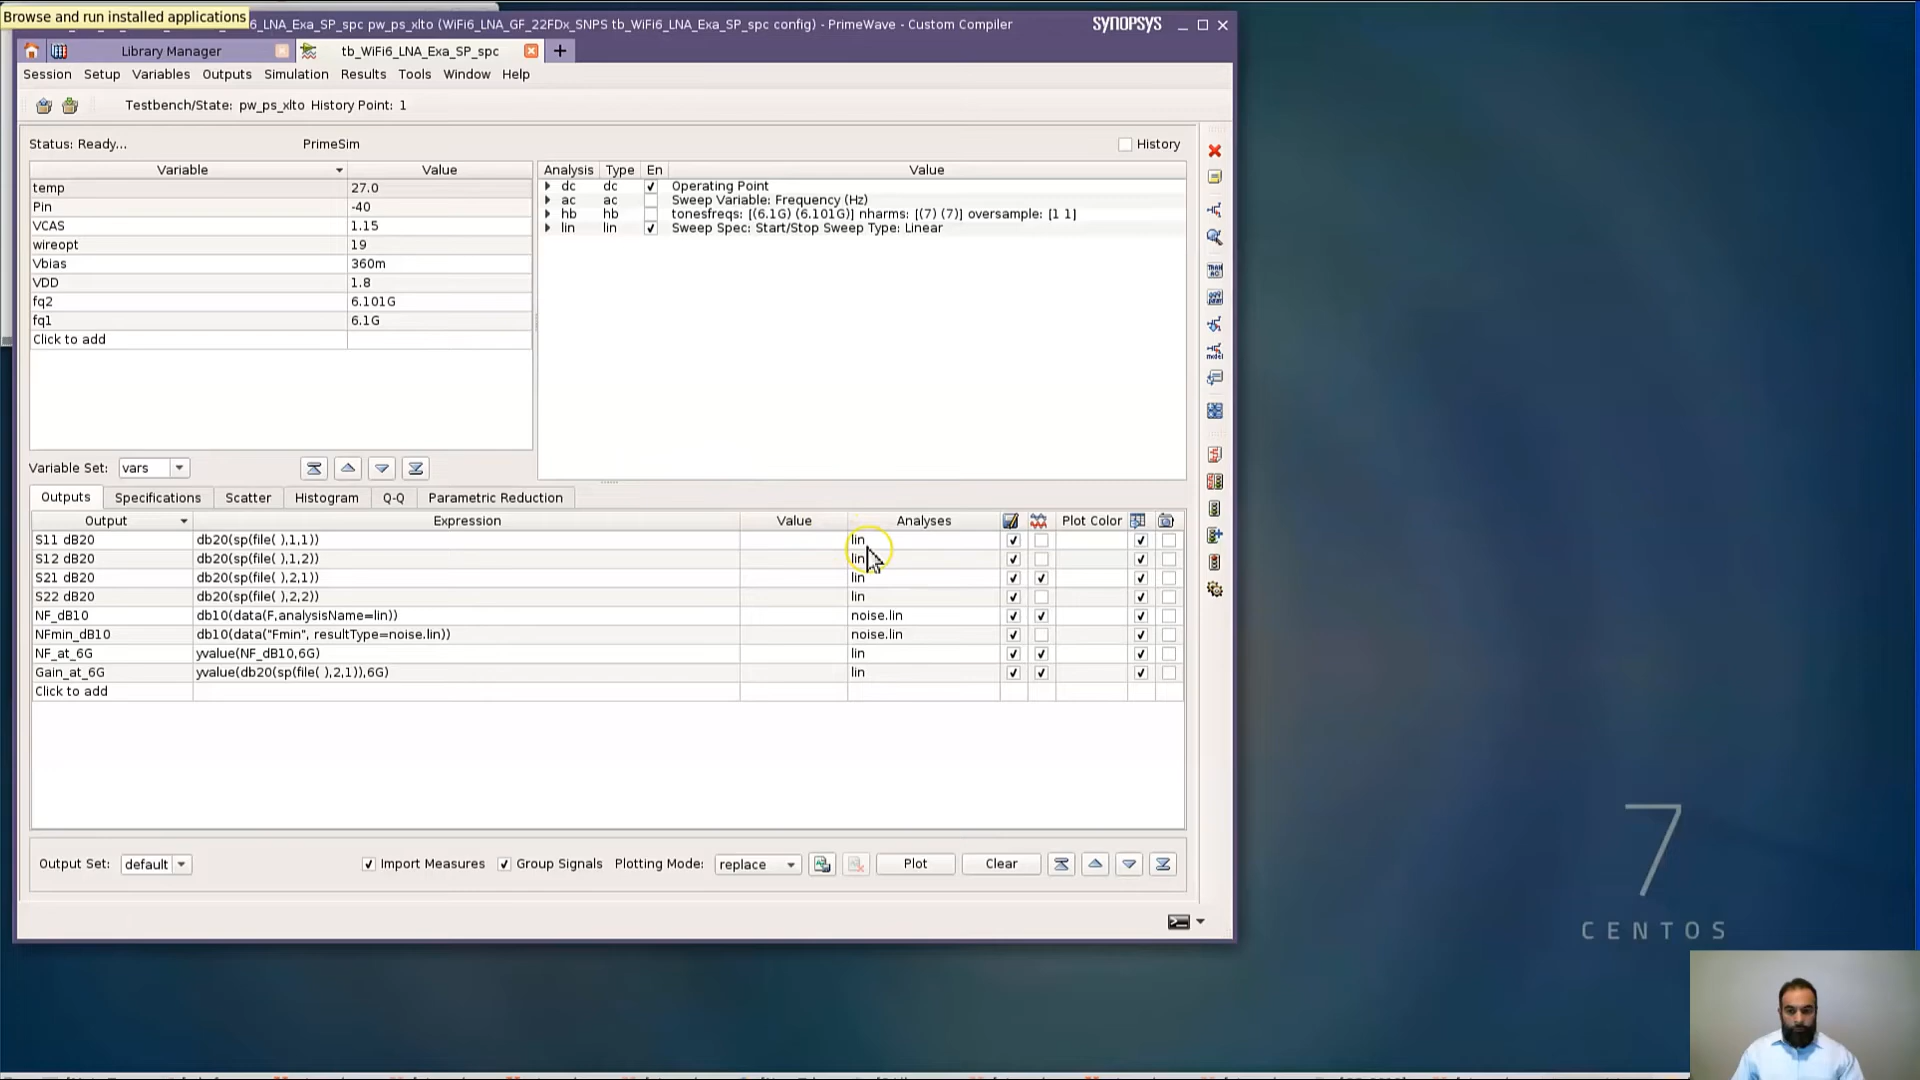 Browse and run installed applications
i6_LNA_Exa_SP_spc pw_ps_xlto (WiFi6_LNA_GF_22FDx_SNPS tb_WiFi6_LNA_Exa_SP_spc config) - PrimeWave - Custom Compiler
SYNOPSYS
Library Manager
tb_WiFi6_LNA_Exa_SP_spc
Session Setup Variables Outputs Simulation Results Tools Window Help
Testbench/State: pw_ps_xlto History Point: 1
Status: Ready... PrimeSim
History
Variable Value
temp 27.0
Pin -40
VCAS 1.15
wireopt 19
Vbias 360m
VDD 1.8
fq2 6.101G
fq1 6.1G
Click to add
Analysis Type En Value
dc dc Operating Point
ac ac Sweep Variable: Frequency (Hz)
hb hb tonesfreqs: [(6.1G) (6.101G)] nharms: [(7) (7)] oversample: [1 1]
lin lin Sweep Spec: Start/Stop Sweep Type: Linear
Variable Set: vars
Outputs Specifications Scatter Histogram Q-Q Parametric Reduction
Output Expression Value Analyses Plot Color
S11 dB20 db20(sp(file( ),1,1)) lin
S12 dB20 db20(sp(file( ),1,2)) lin
S21 dB20 db20(sp(file( ),2,1)) lin
S22 dB20 db20(sp(file( ),2,2)) lin
NF_dB10 db10(data(F,analysisName=lin)) noise.lin
NFmin_dB10 db10(data("Fmin", resultType=noise.lin)) noise.lin
NF_at_6G yvalue(NF_dB10,6G) lin
Gain_at_6G yvalue(db20(sp(file( ),2,1)),6G) lin
Click to add
Output Set: default Import Measures Group Signals Plotting Mode: replace Plot Clear
7
CENTOS